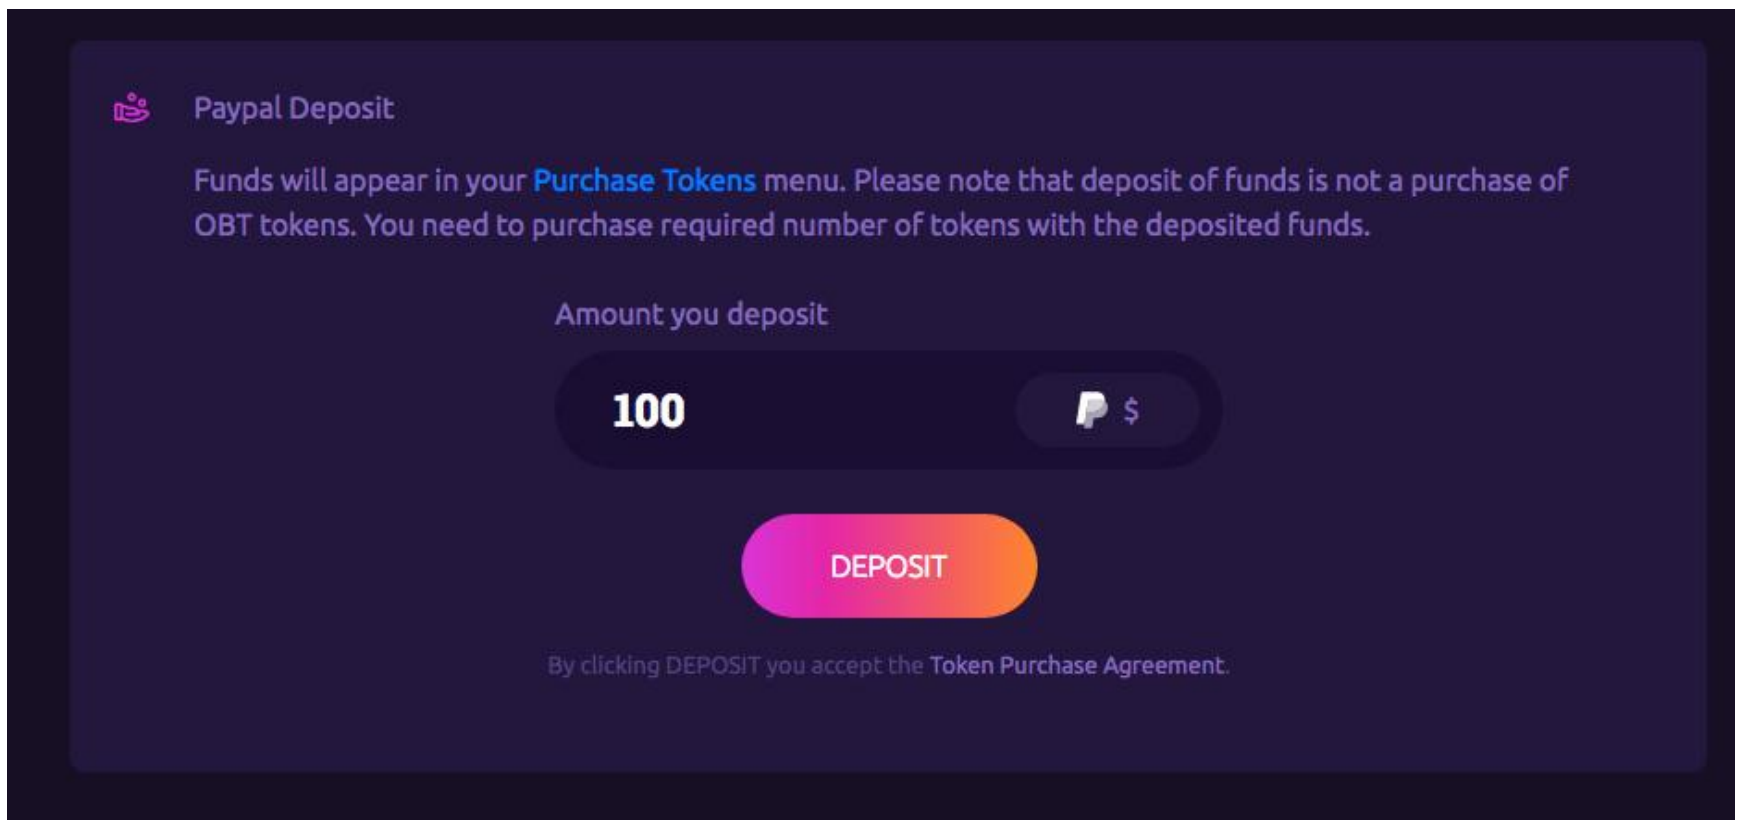 Paypal Deposit
Funds will appear in your Purchase Tokens menu. Please note that deposit of funds is not a purchase of
OBT tokens. You need to purchase required number of tokens with the deposited funds.
Amount you deposit
100 $
DEPOSIT
By clicking DEPOSIT you accept the Token Purchase Agreement.